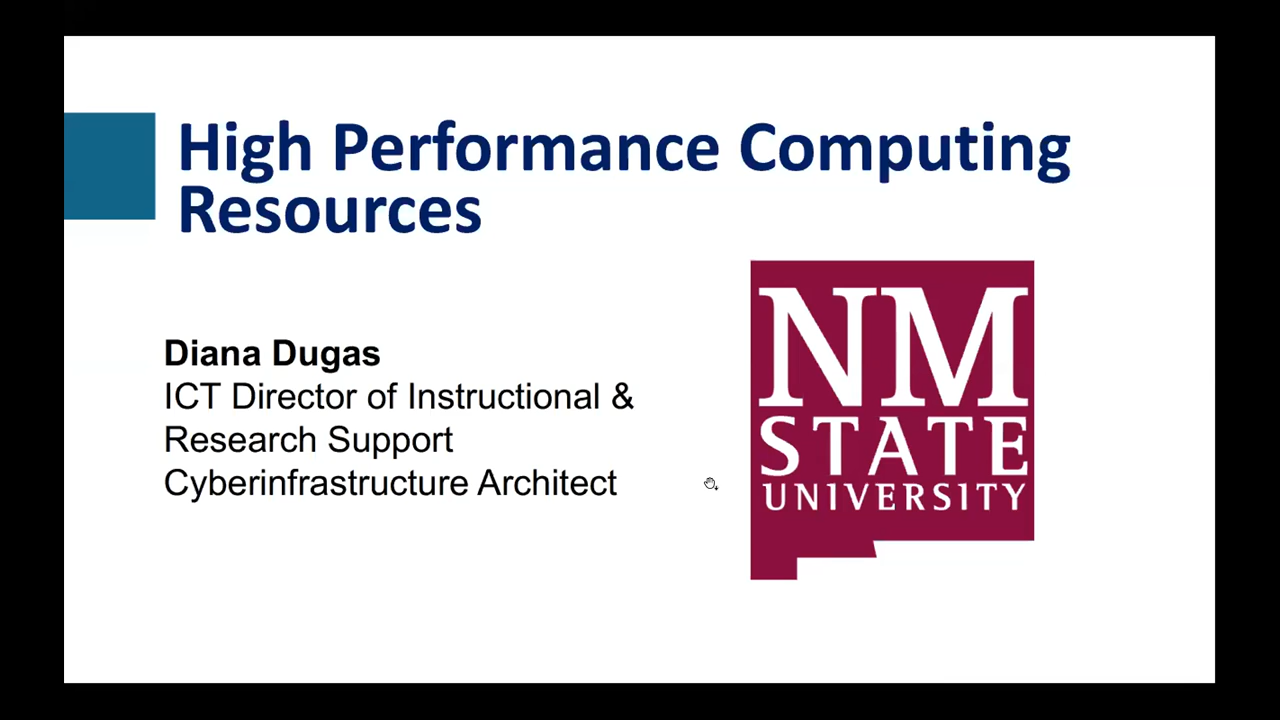 High Performance Computing
Resources
Diana Dugas
ICT Director of Instructional &
Research Support
Cyberinfrastructure Architect
NM
STATE
UNIVERSITY